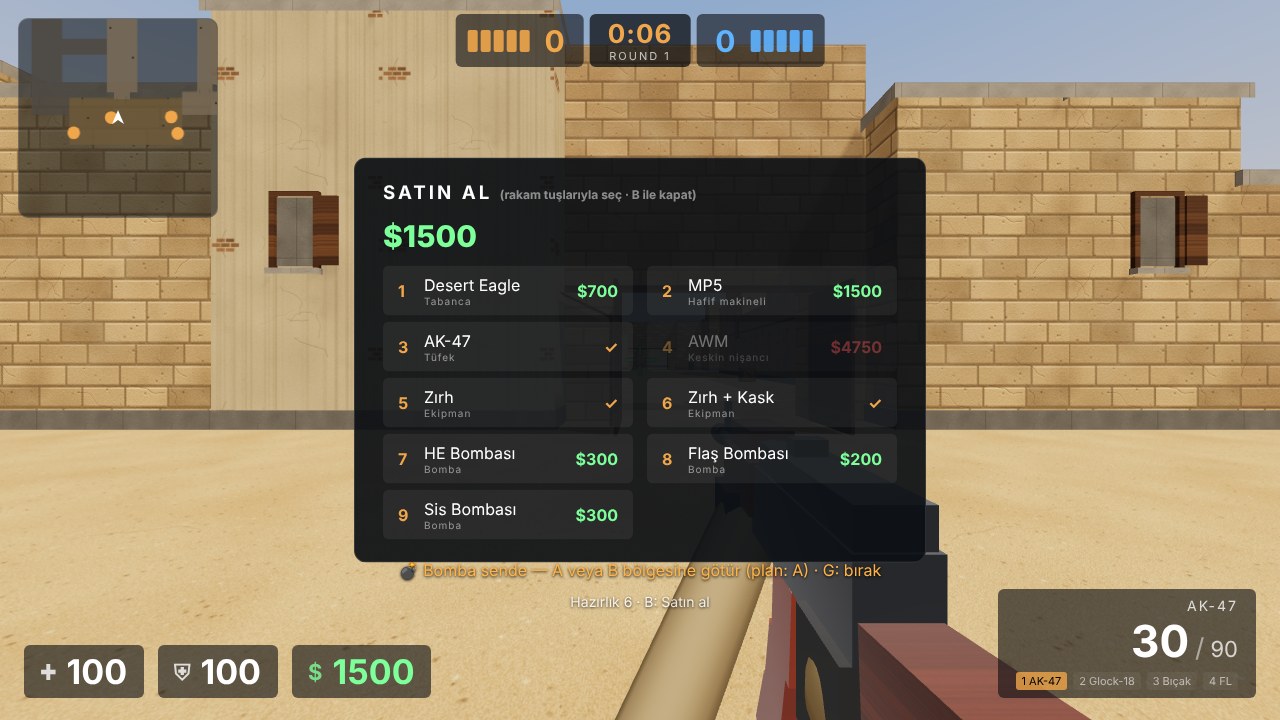 0
0:06
ROUND 1
0
SATIN AL (rakam tuşlarıyla seç · B ile kapat)
$1500
1 Desert Eagle $700
Tabanca
2 MP5 $1500
Hafif makineli
3 AK-47 ✓
Tüfek
4 AWM $4750
Keskin nişancı
5 Zırh ✓
Ekipman
6 Zırh + Kask ✓
Ekipman
7 HE Bombası $300
Bomba
8 Flaş Bombası $200
Bomba
9 Sis Bombası $300
Bomba
💣 Bomba sende — A veya B bölgesine götür (plan: A) · G: bırak
Hazırlık 6 · B: Satın al
100
100
$ 1500
AK-47
30 / 90
1 AK-47 2 Glock-18 3 Bıçak 4 FL